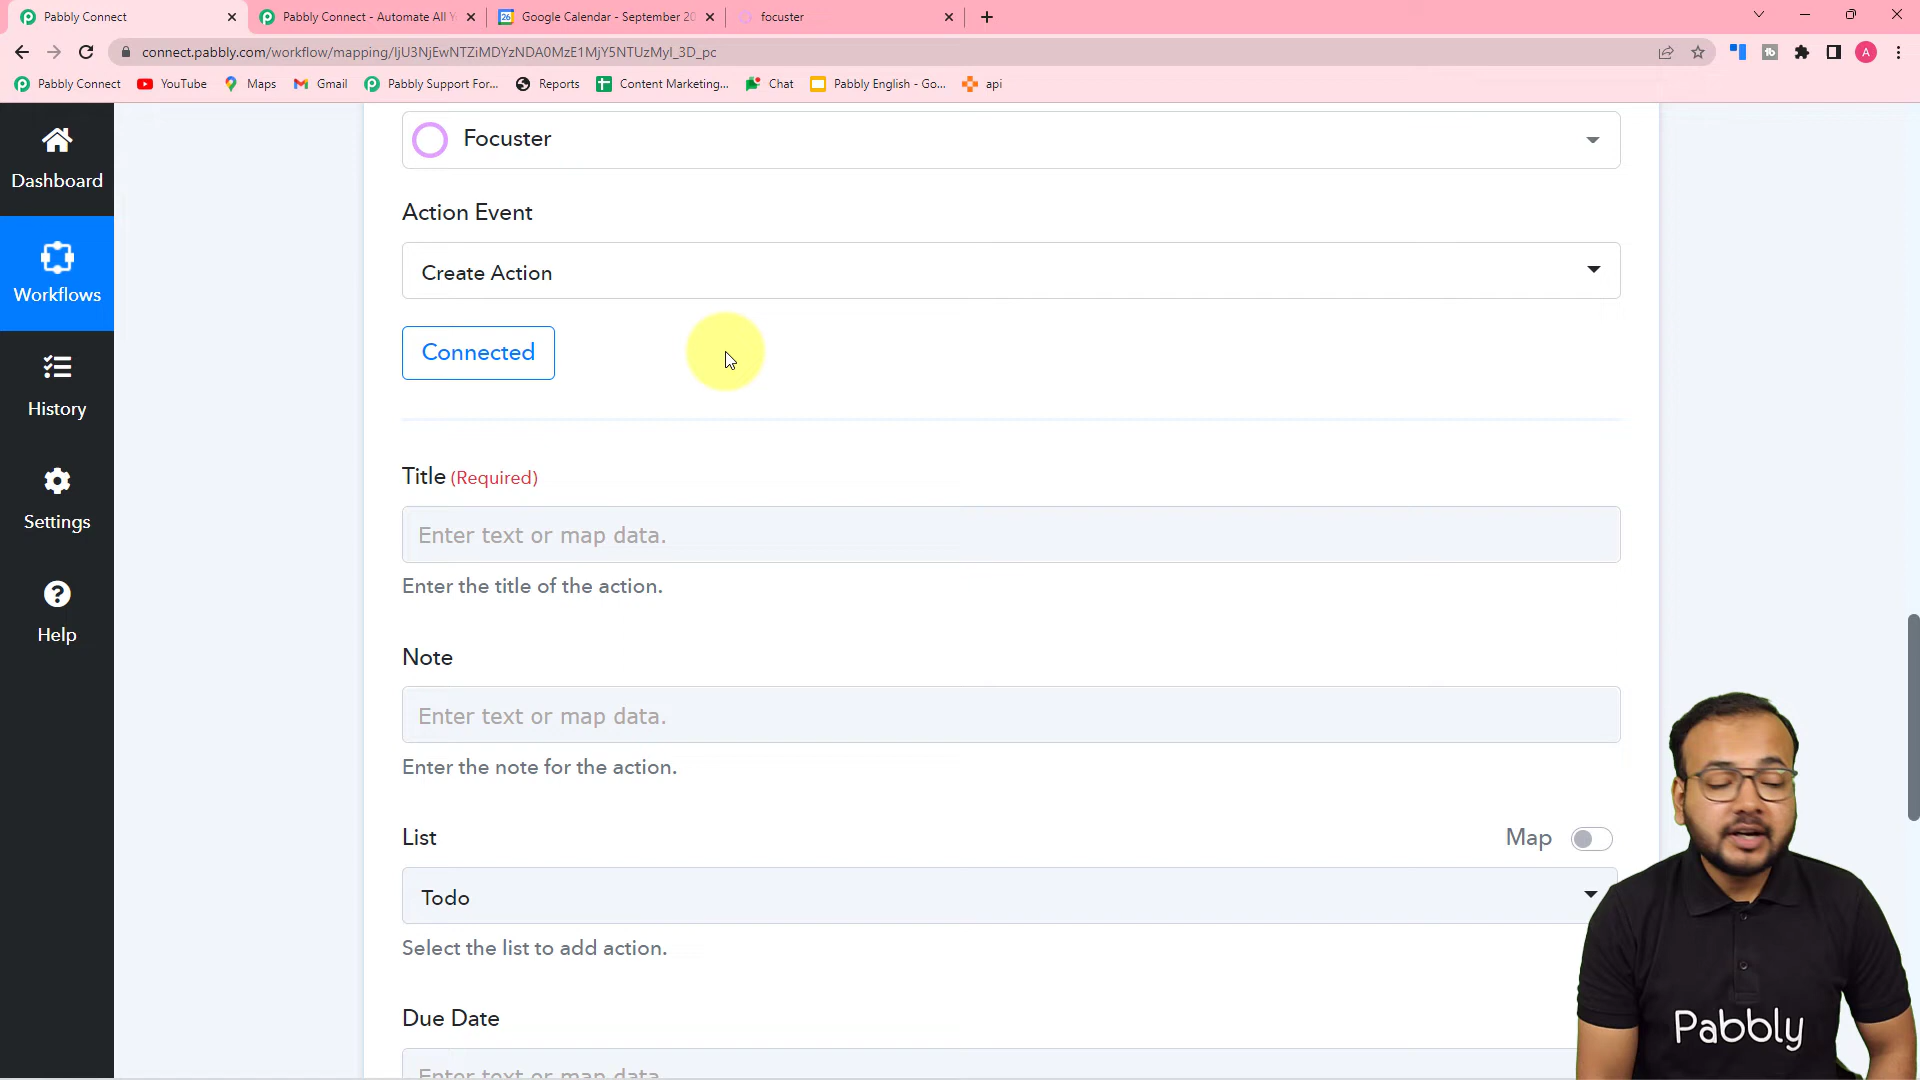 Pabbly Connect
Pabbly Connect - Automate All Y
Google Calendar - September 20
focuster
connect.pabbly.com/workflow/mapping/IjU3NjEwNTZiMDYzNDA0MzE1MjY5NTUzMyI_3D_pc
A
Pabbly Connect
YouTube
Maps
Gmail
Pabbly Support For...
Reports
Content Marketing...
Chat
Pabbly English - Go...
api
Dashboard
Workflows
History
Settings
Help
Focuster
Action Event
Create Action
Connected
Title (Required)
Enter text or map data.
Enter the title of the action.
Note
Enter text or map data.
Enter the note for the action.
List
Map
Todo
Select the list to add action.
Due Date
Enter text or map data.
Pabbly